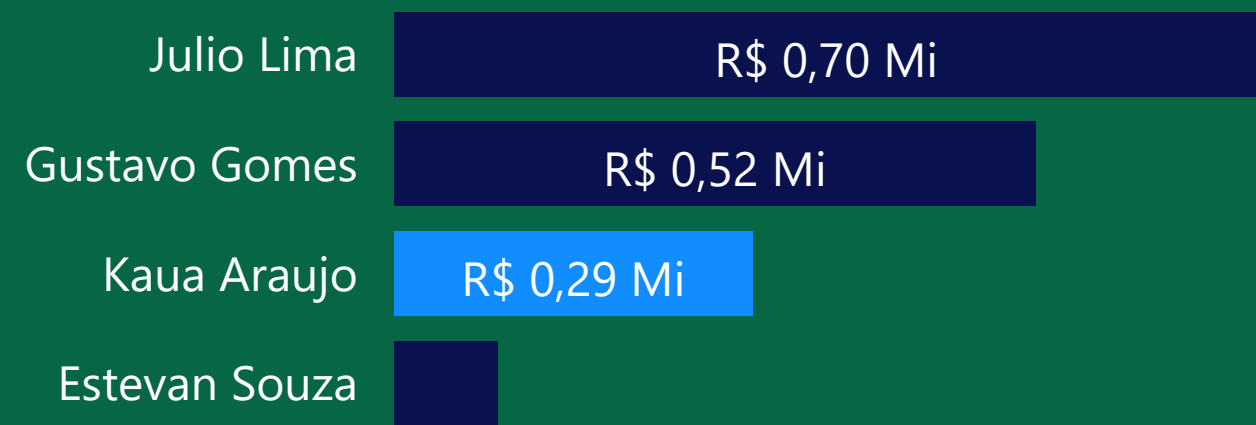 Julio Lima R$ 0,70 Mi
Gustavo Gomes R$ 0,52 Mi
Kaua Araujo R$ 0,29 Mi
Estevan Souza